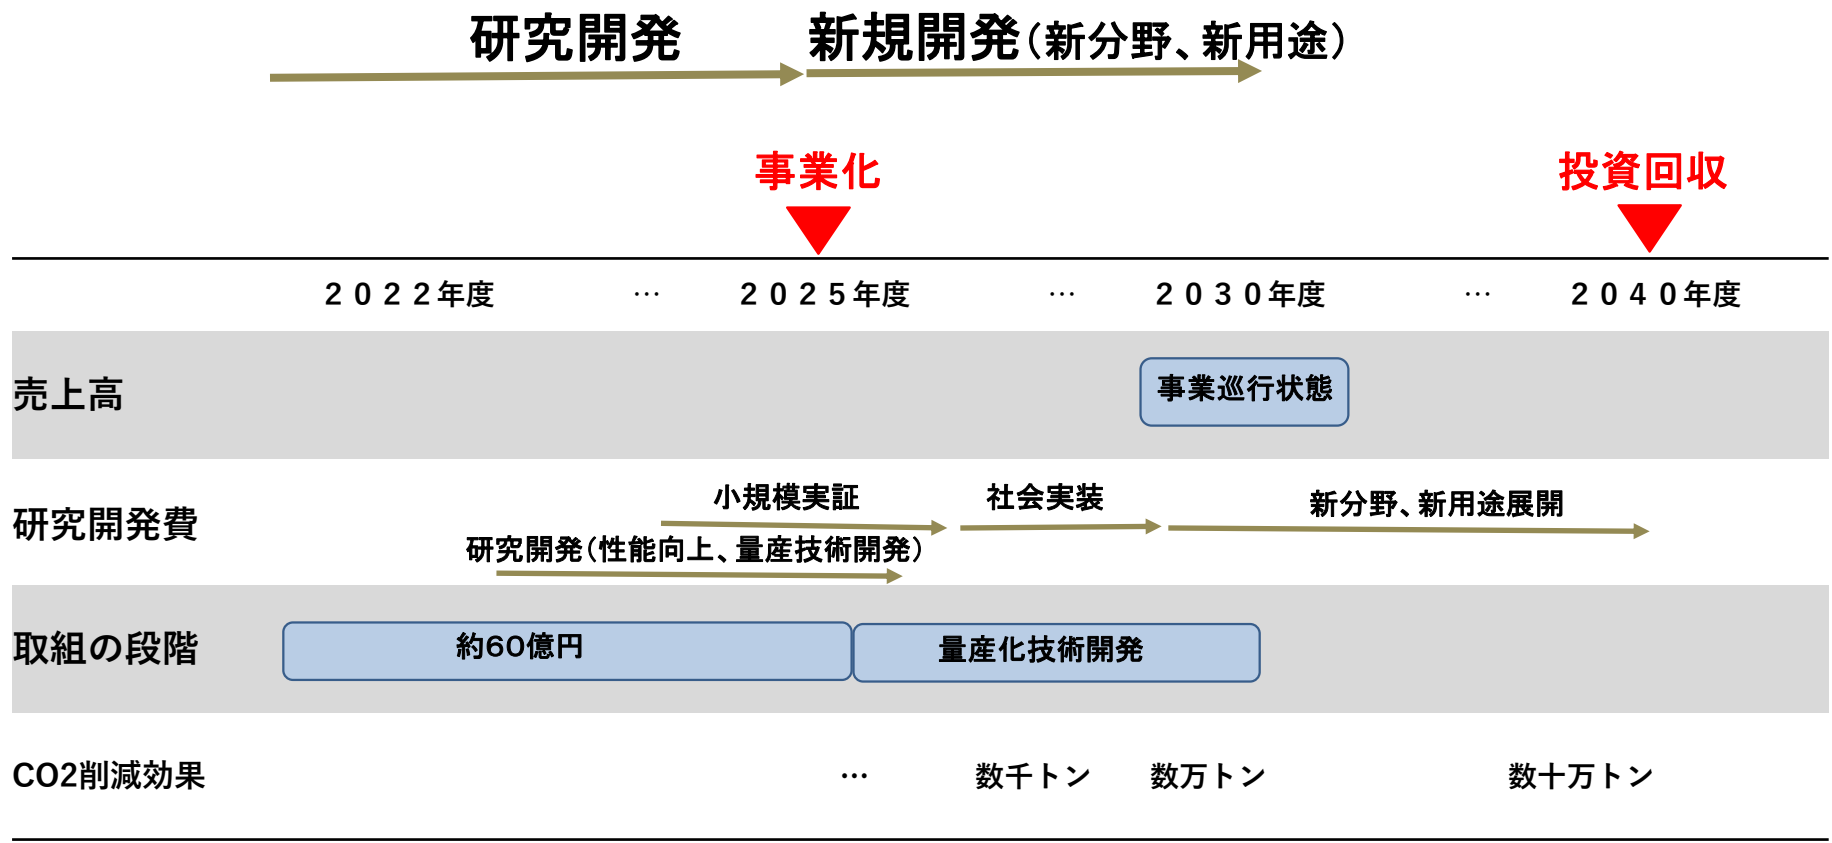 研究開発
新規開発（新分野、新用途）
事業化
投資回収
２０２２年度 … ２０２５年度 … ２０３０年度 … ２０４０年度
売上高
事業巡行状態
研究開発費
小規模実証
社会実装
新分野、新用途展開
研究開発（性能向上、量産技術開発）
取組の段階
約60億円
量産化技術開発
CO2削減効果 … 数千トン 数万トン 数十万トン